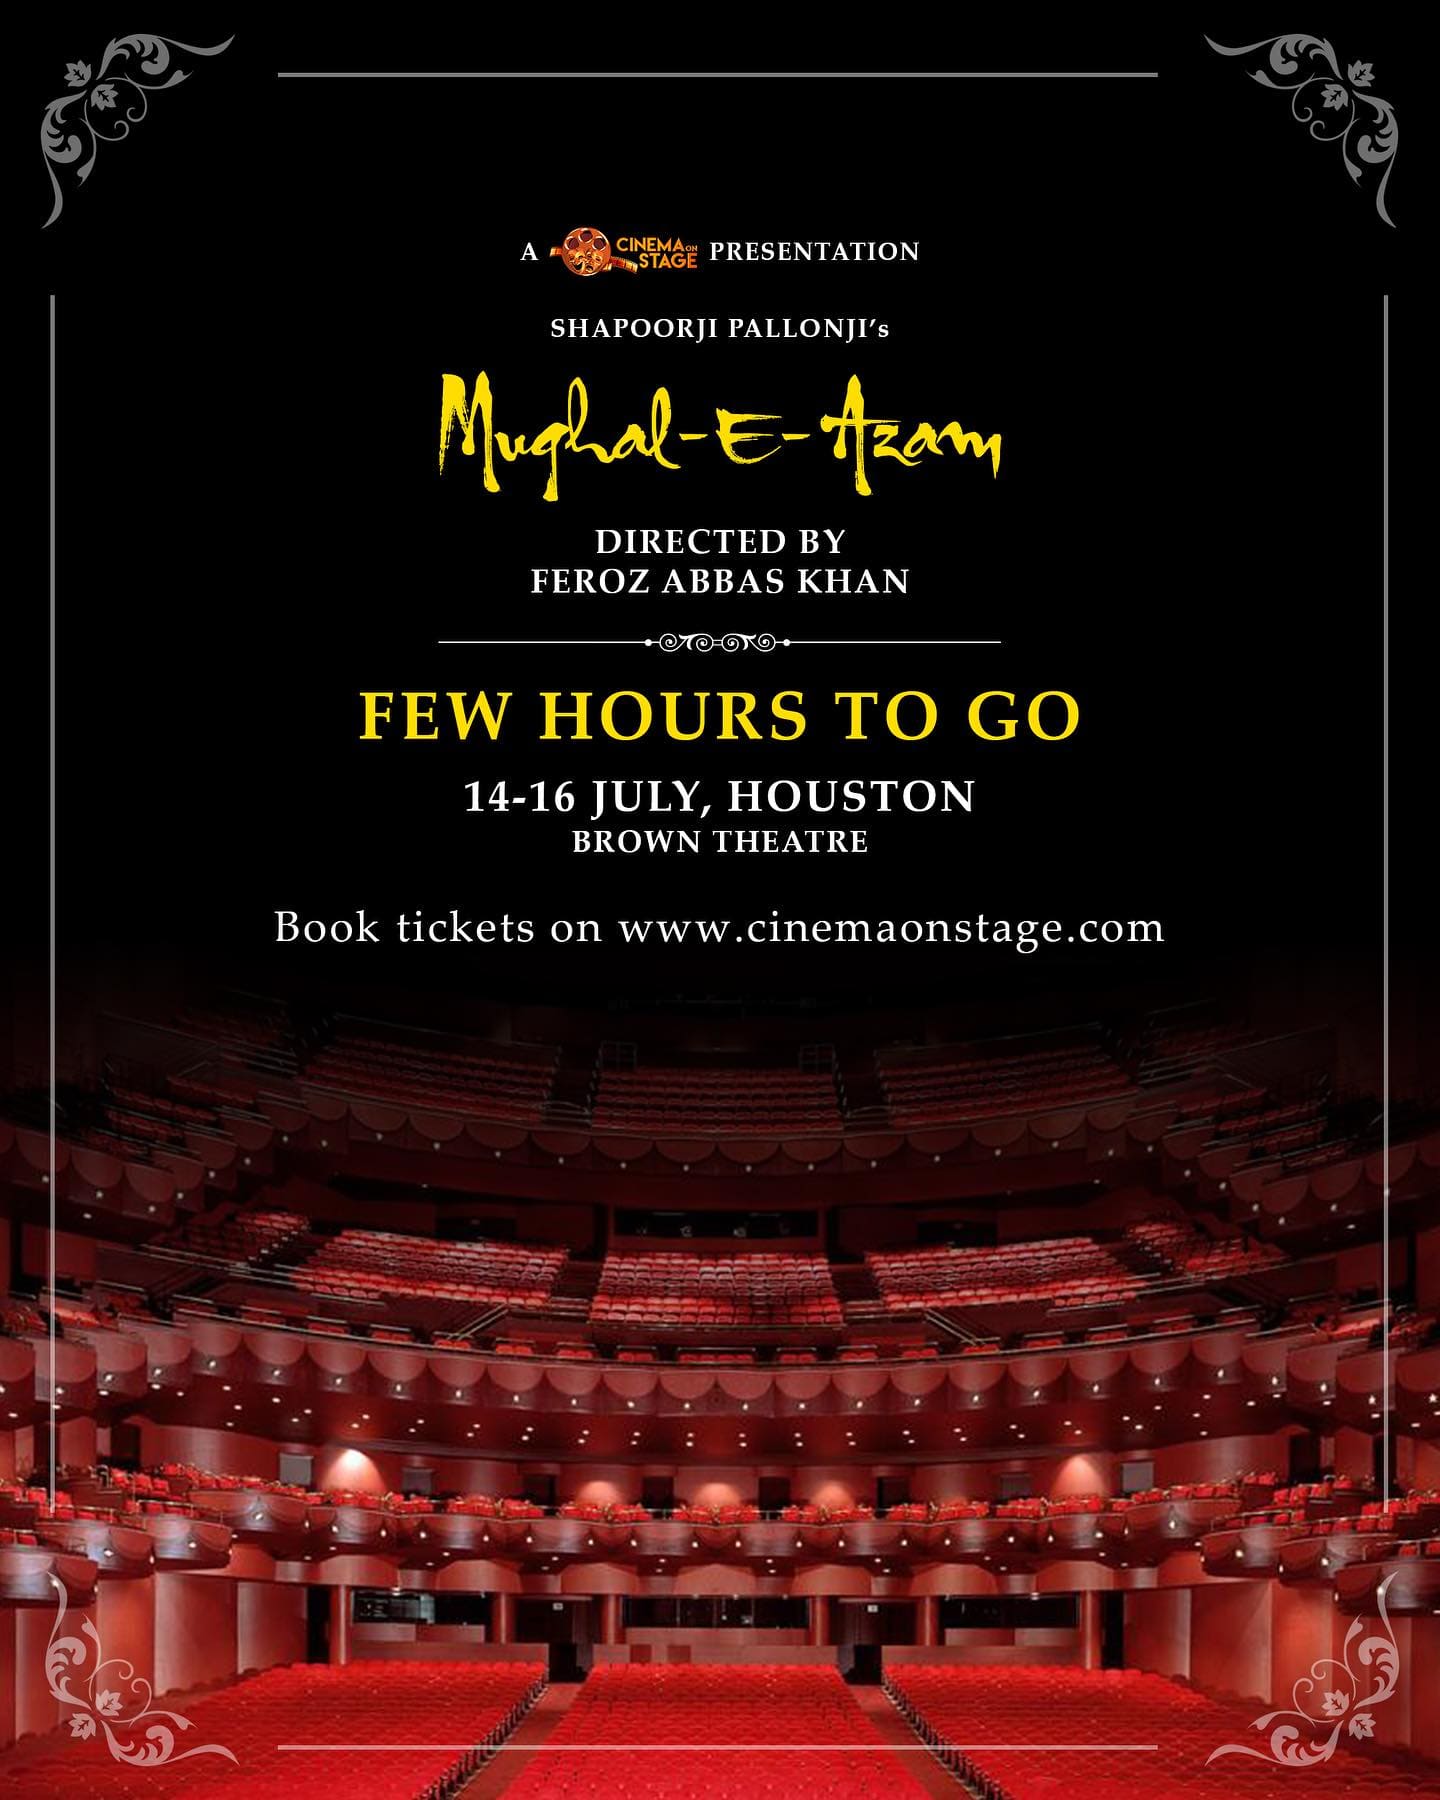 A CINEMA ON STAGE PRESENTATION
SHAPOORJI PALLONJI’s
Mughal-E-Azam
DIRECTED BY
FEROZ ABBAS KHAN
FEW HOURS TO GO
14-16 JULY, HOUSTON
BROWN THEATRE
Book tickets on www.cinemaonstage.com